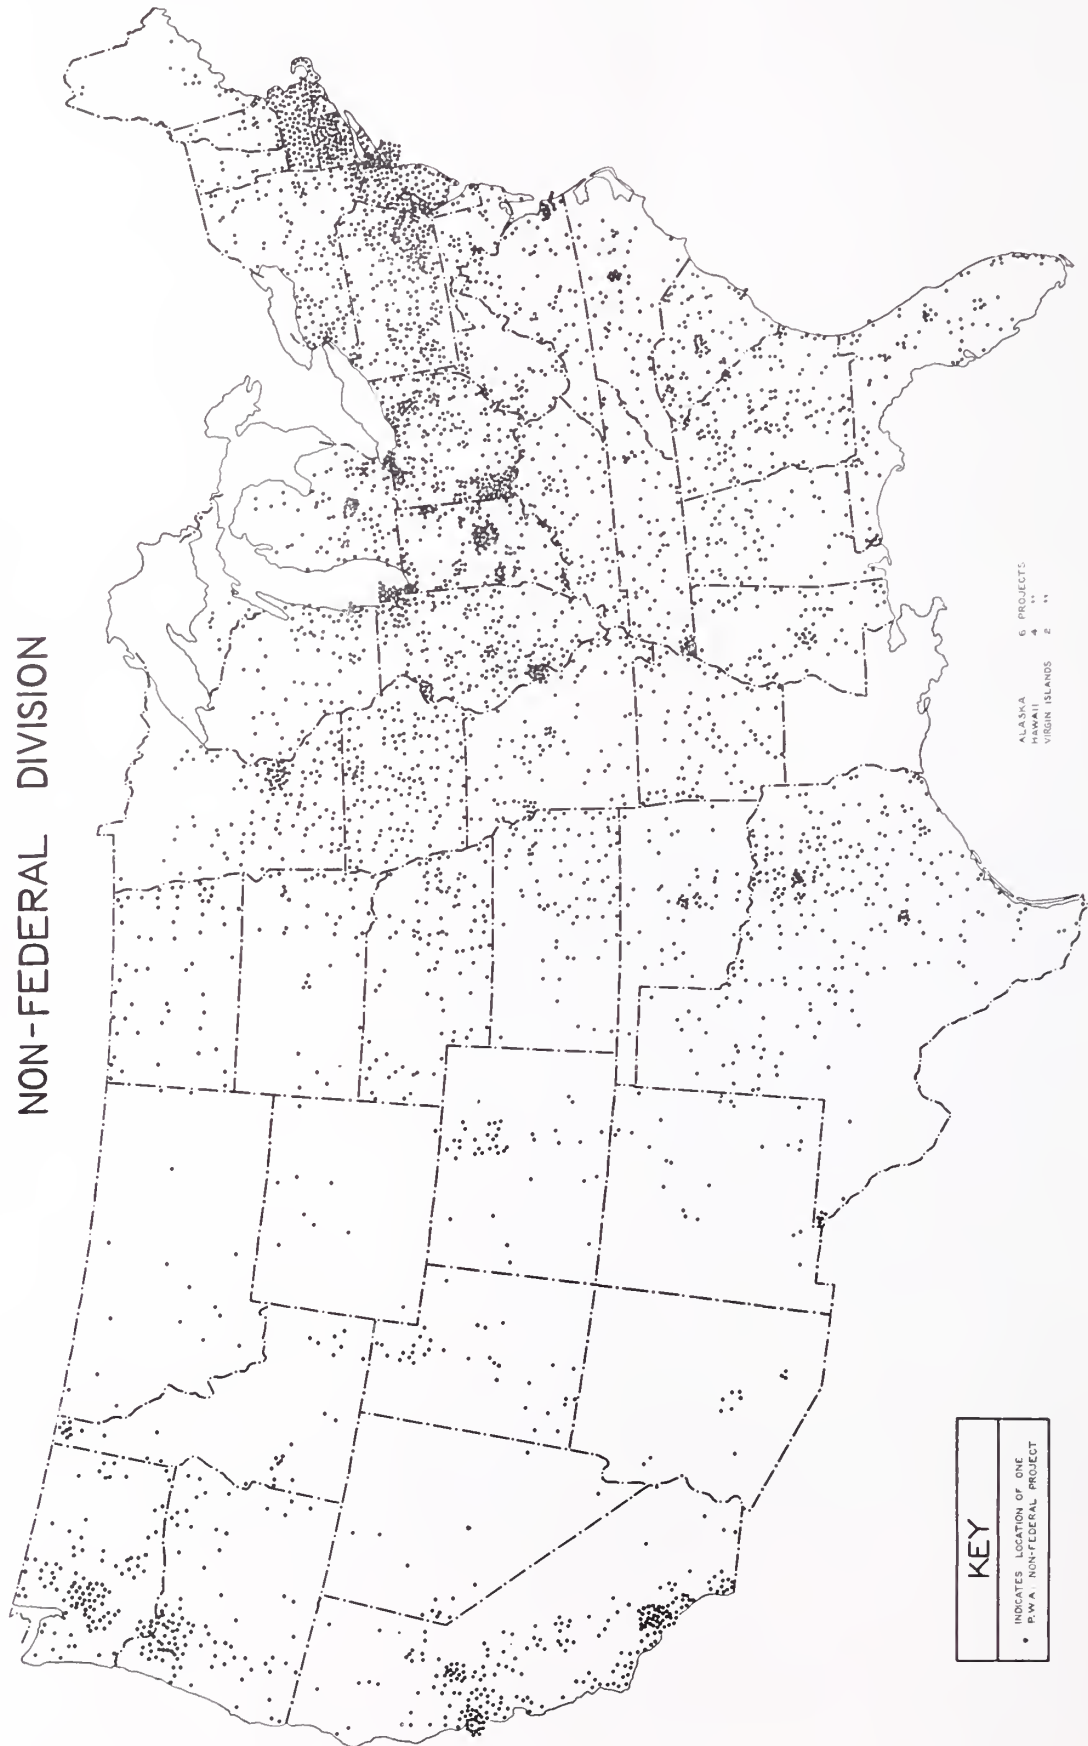 NON-FEDERAL DIVISION
ALASKA 6 PROJECTS
HAWAII 4 "
VIRGIN ISLANDS 2 "
KEY
• INDICATES LOCATION OF ONE
P.W.A. NON-FEDERAL PROJECT